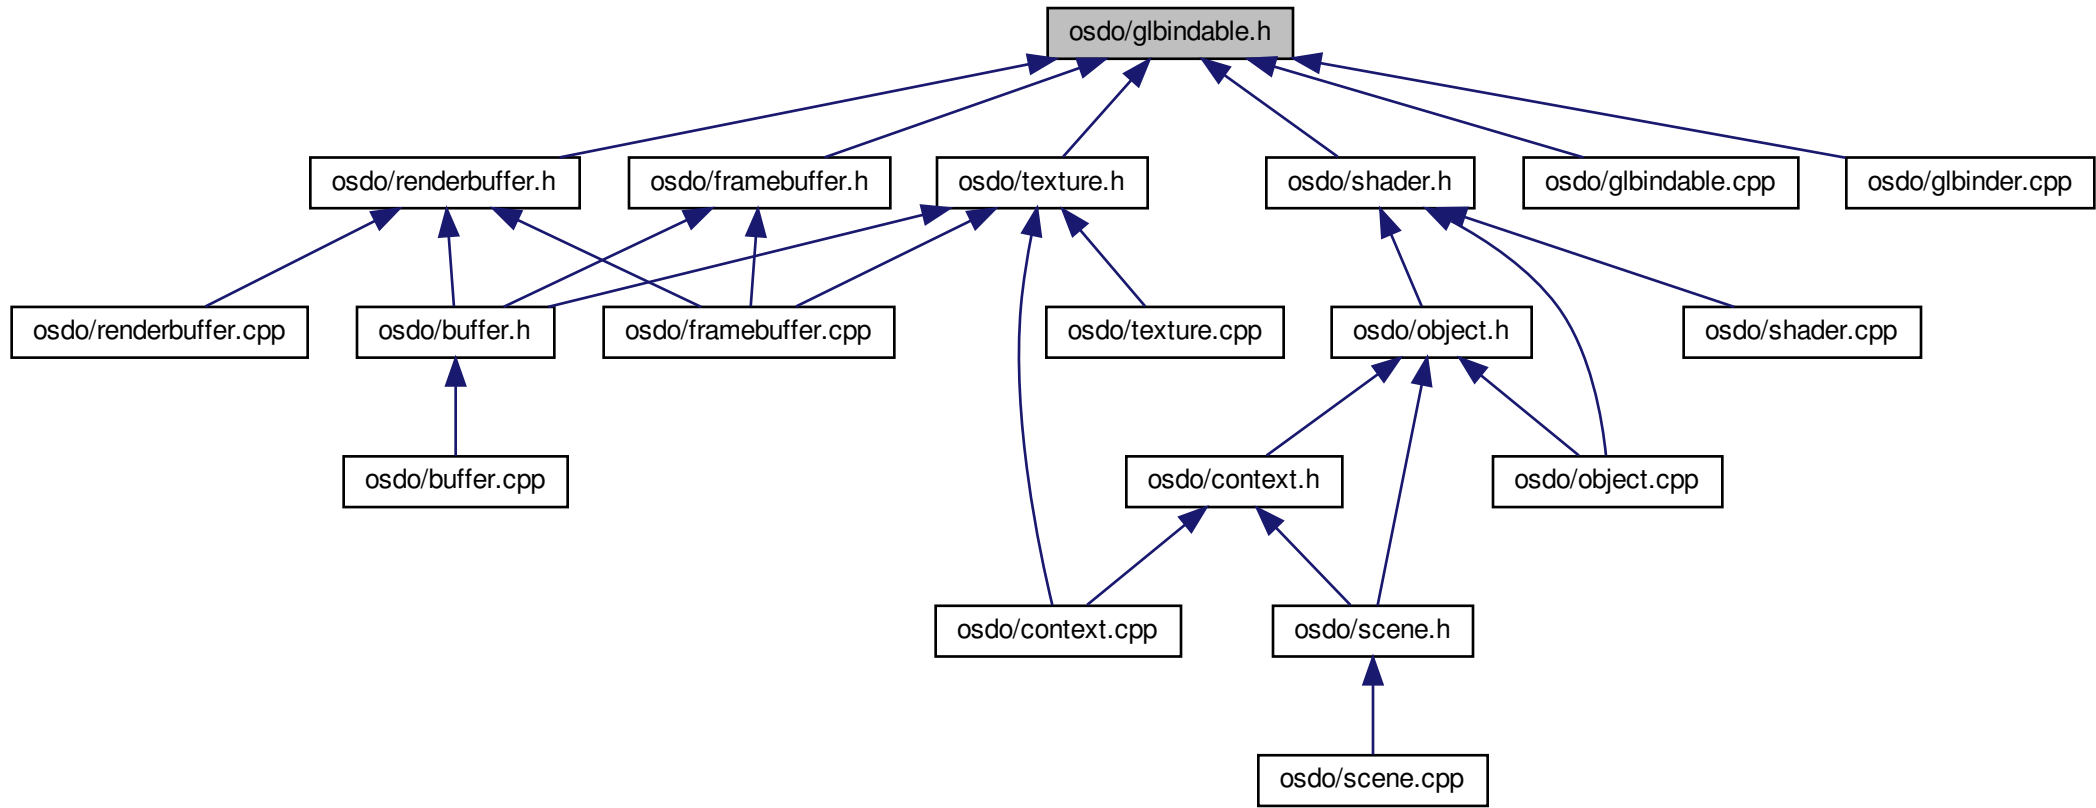 osdo/glbindable.h
osdo/renderbuffer.h
osdo/framebuffer.h
osdo/texture.h
osdo/shader.h
osdo/glbindable.cpp
osdo/glbinder.cpp
osdo/renderbuffer.cpp
osdo/buffer.h
osdo/framebuffer.cpp
osdo/texture.cpp
osdo/object.h
osdo/shader.cpp
osdo/buffer.cpp
osdo/context.h
osdo/object.cpp
osdo/context.cpp
osdo/scene.h
osdo/scene.cpp